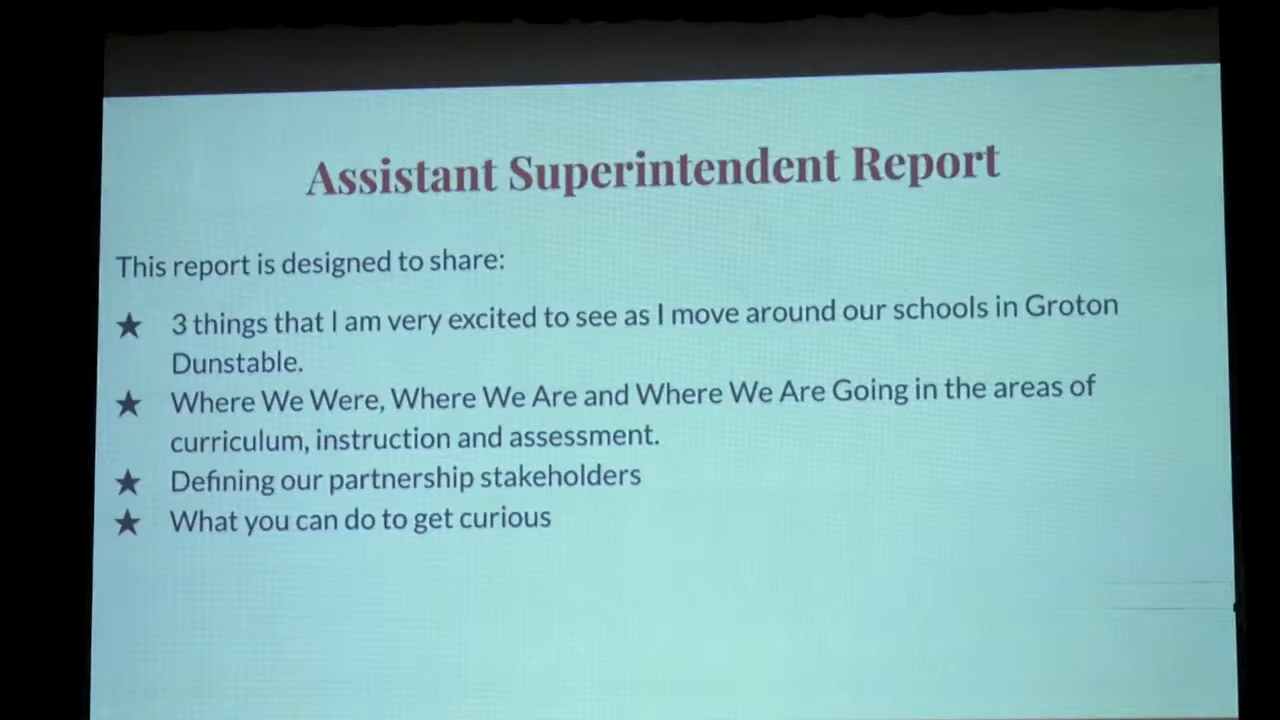 Assistant Superintendent Report
This report is designed to share:
★ 3 things that I am very excited to see as I move around our schools in Groton
Dunstable.
★ Where We Were, Where We Are and Where We Are Going in the areas of
curriculum, instruction and assessment.
★ Defining our partnership stakeholders
★ What you can do to get curious